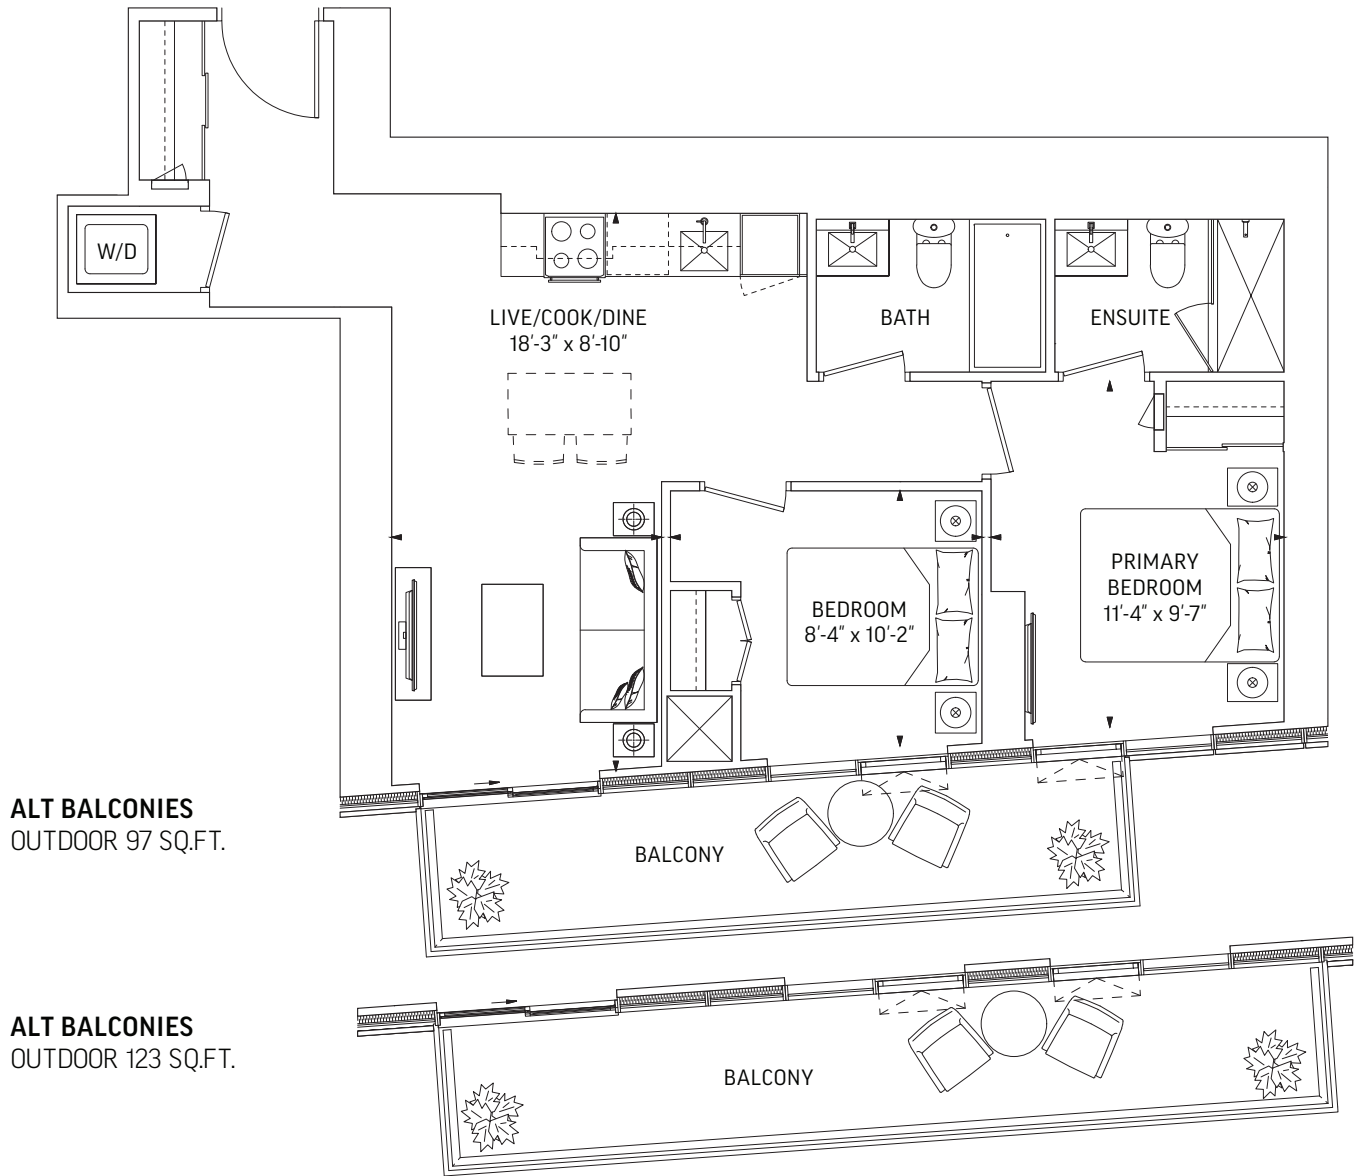 W/D
LIVE/COOK/DINE
18'-3" x 8'-10"
BATH
ENSUITE
PRIMARY
BEDROOM
11'-4" x 9'-7"
BEDROOM
8'-4" x 10'-2"
ALT BALCONIES
OUTDOOR 97 SQ.FT.
BALCONY
ALT BALCONIES
OUTDOOR 123 SQ.FT.
BALCONY